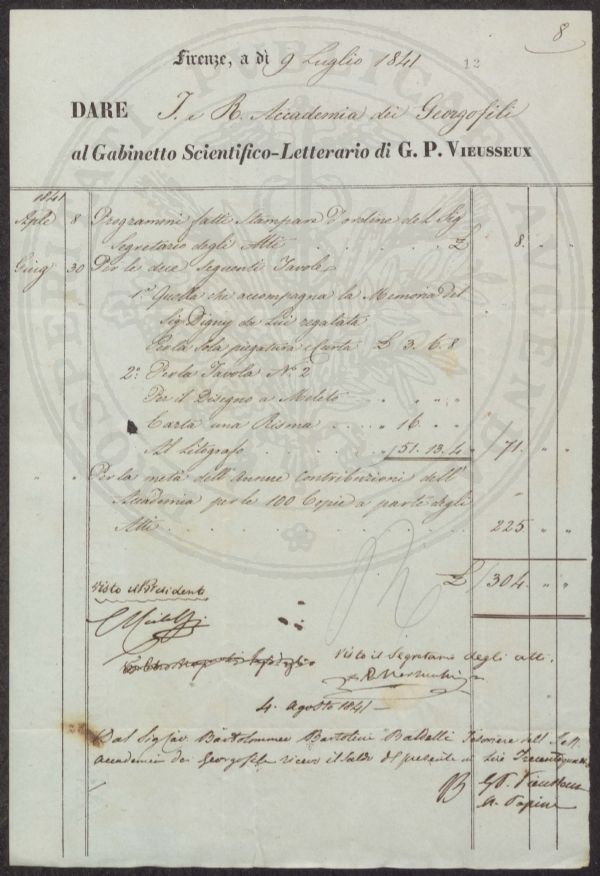 8
Firenze, a dì 9 Luglio 1841
12
DARE I. e R. Accademia dei Georgofili
al Gabinetto Scientifico-Letterario di G. P. VIEUSSEUX
1841
Aple 8 Programmi fatti Stampare d'ordine del Sig
Segretario degli Atti £ 8. " "
Giug 30 Per le due seguenti Tavole
1ª Quella che accompagna la Memoria del
Sig Digny da Lui regalata
Per la sola piegatura e Carta £ 3. 6. 8
2ª Per la Tavola Nº 2
Per il Disegno a Meleto " " "
Carta una Risma " 16. " "
Al Litografo " 51. 13. 4 71. " "
" " Per la metà dell'Annua Contribuzione dell'
Accademia per le 100 Copie a parte degli
Atti 225. " "
£ 304. " "
Visto il Presidente
Visto il Segretario degli atti
4. Agosto 1841
Dal Sig Cav. Bartolommeo Bartolini Baldelli Tesoriere dell'
Accademia dei Georgofili ricevo il Saldo del presente in Lire
GP. Vieusseux